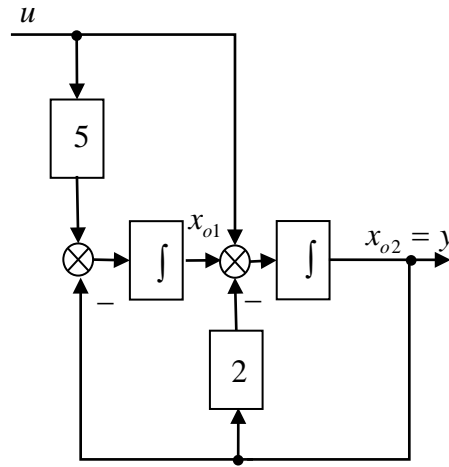 u
5
x_{o1}
x_{o2} = y
∫
∫
−
−
2